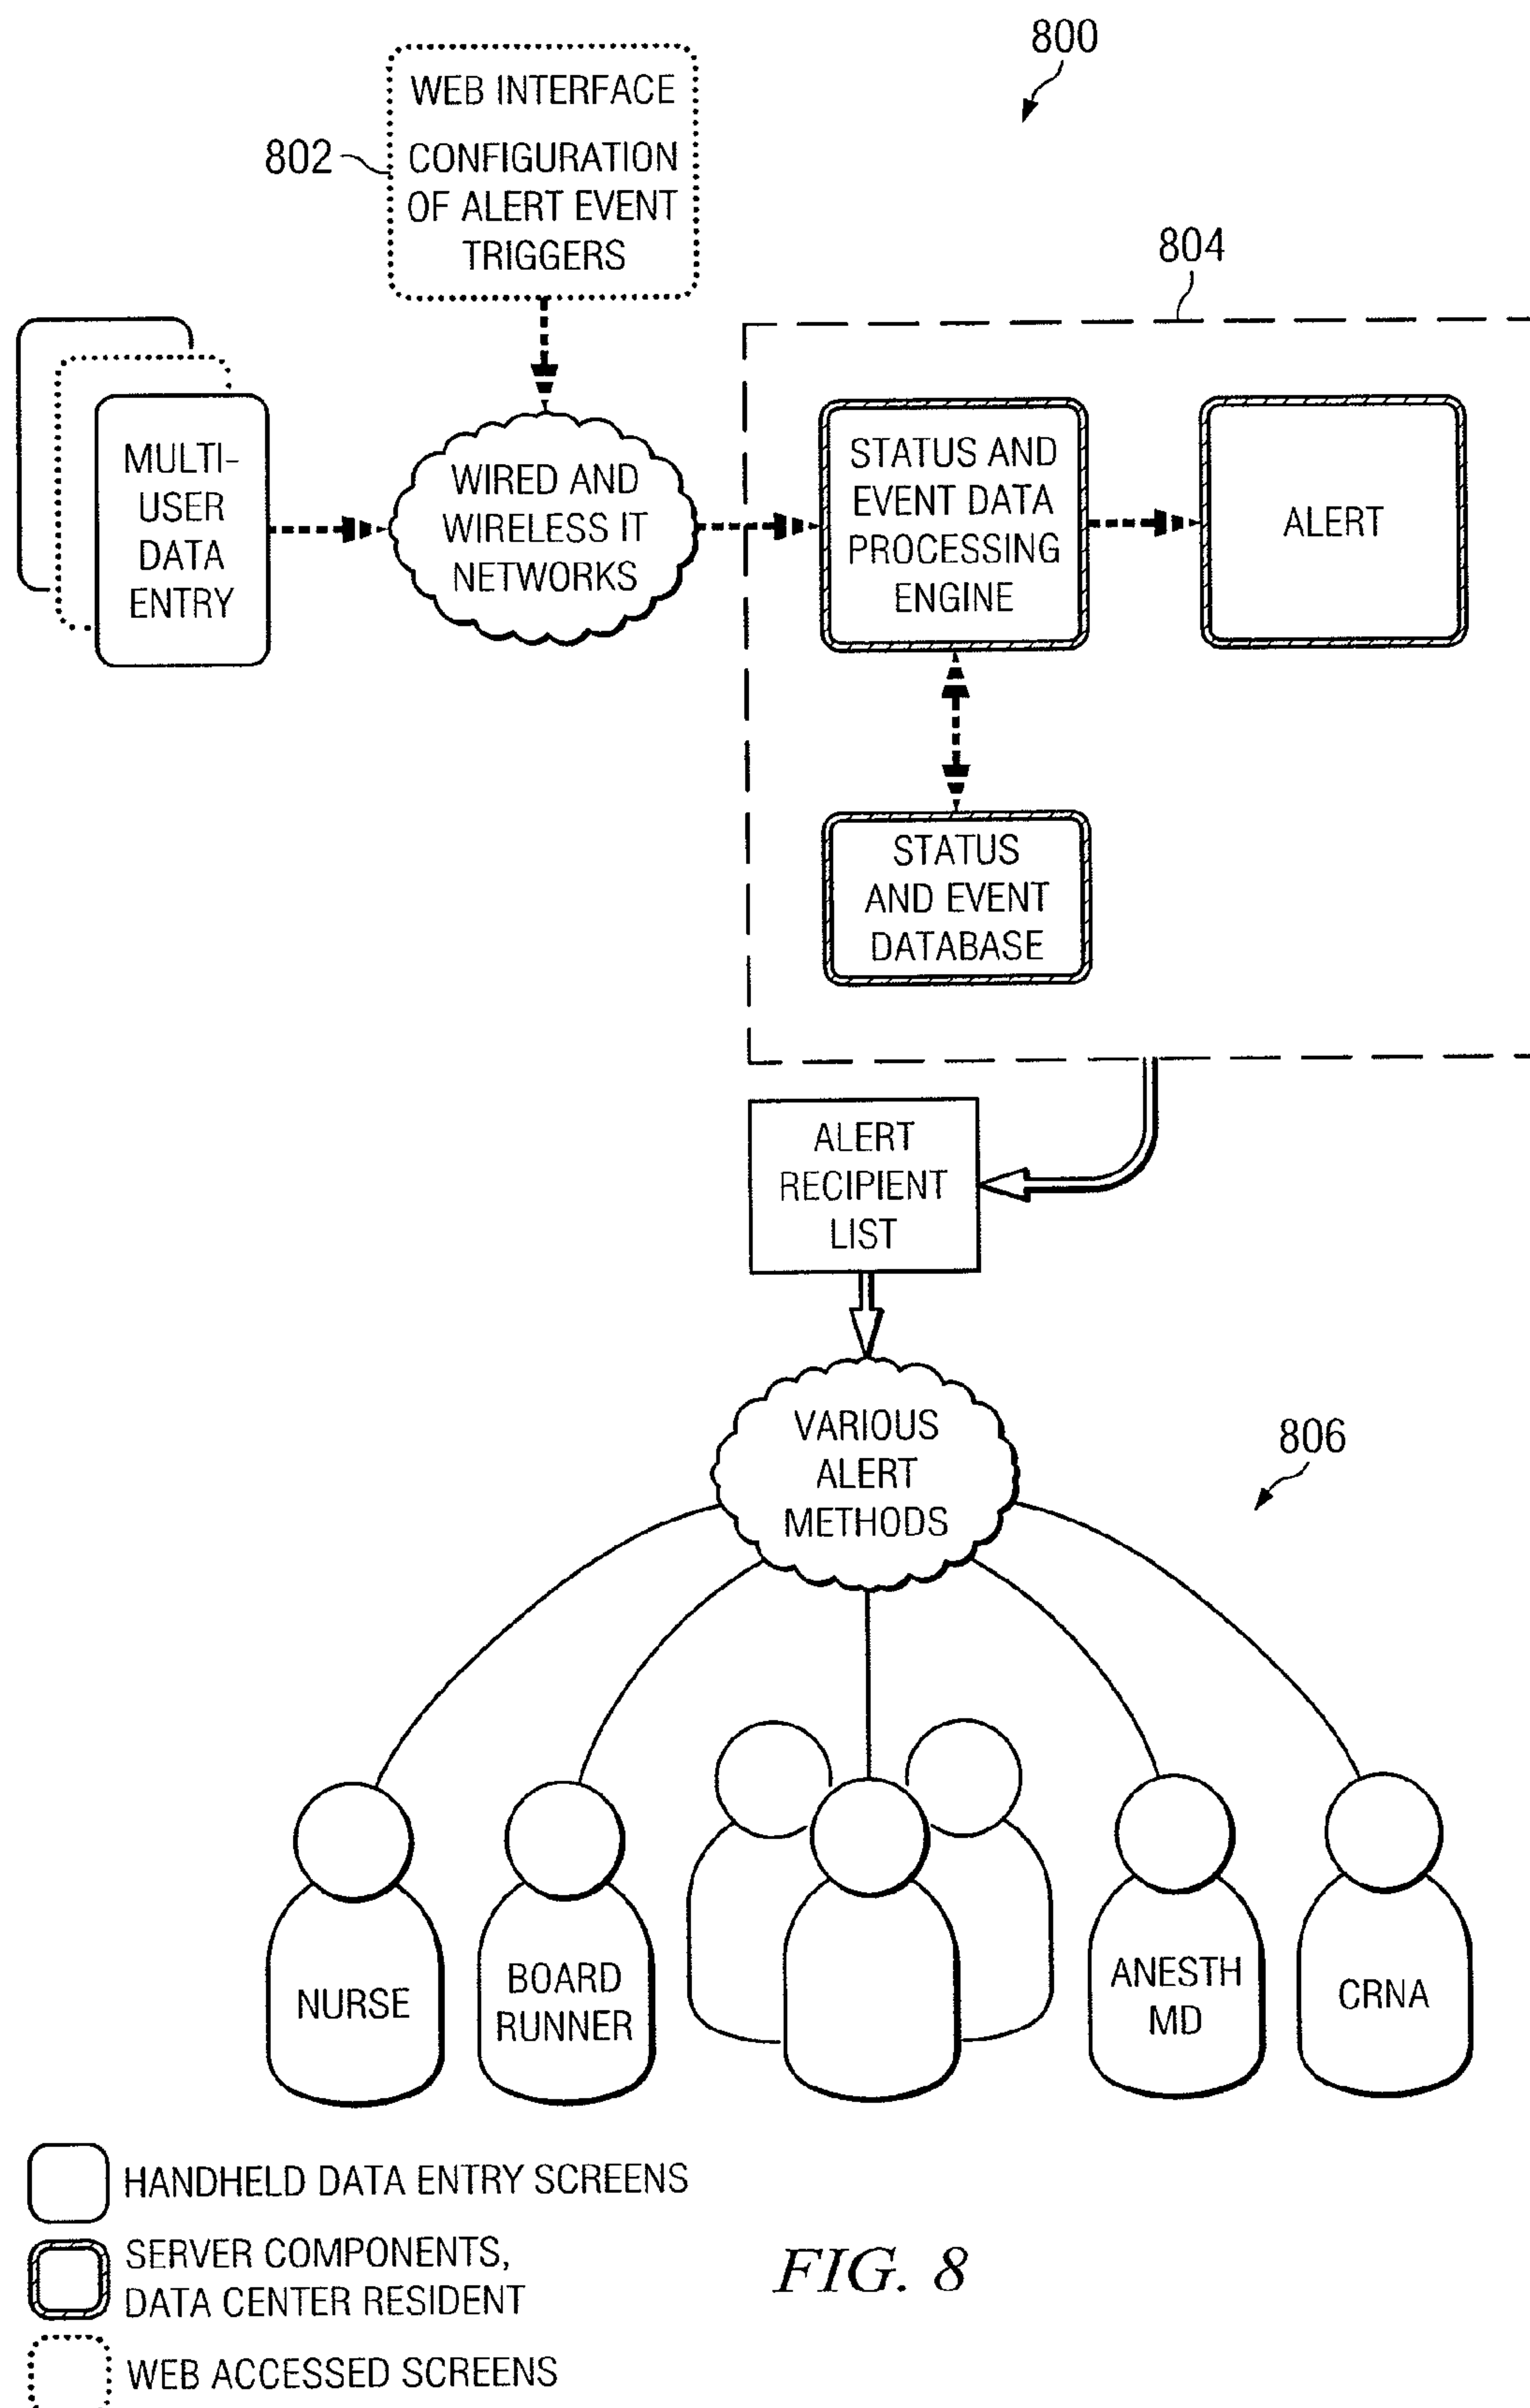 800
WEB INTERFACE
802
CONFIGURATION
OF ALERT EVENT
TRIGGERS
804
MULTI-
USER
DATA
ENTRY
WIRED AND
WIRELESS IT
NETWORKS
STATUS AND
EVENT DATA
PROCESSING
ENGINE
ALERT
STATUS
AND EVENT
DATABASE
ALERT
RECIPIENT
LIST
VARIOUS
ALERT
METHODS
806
NURSE
BOARD
RUNNER
ANESTH
MD
CRNA
HANDHELD DATA ENTRY SCREENS
SERVER COMPONENTS,
DATA CENTER RESIDENT
WEB ACCESSED SCREENS
FIG. 8